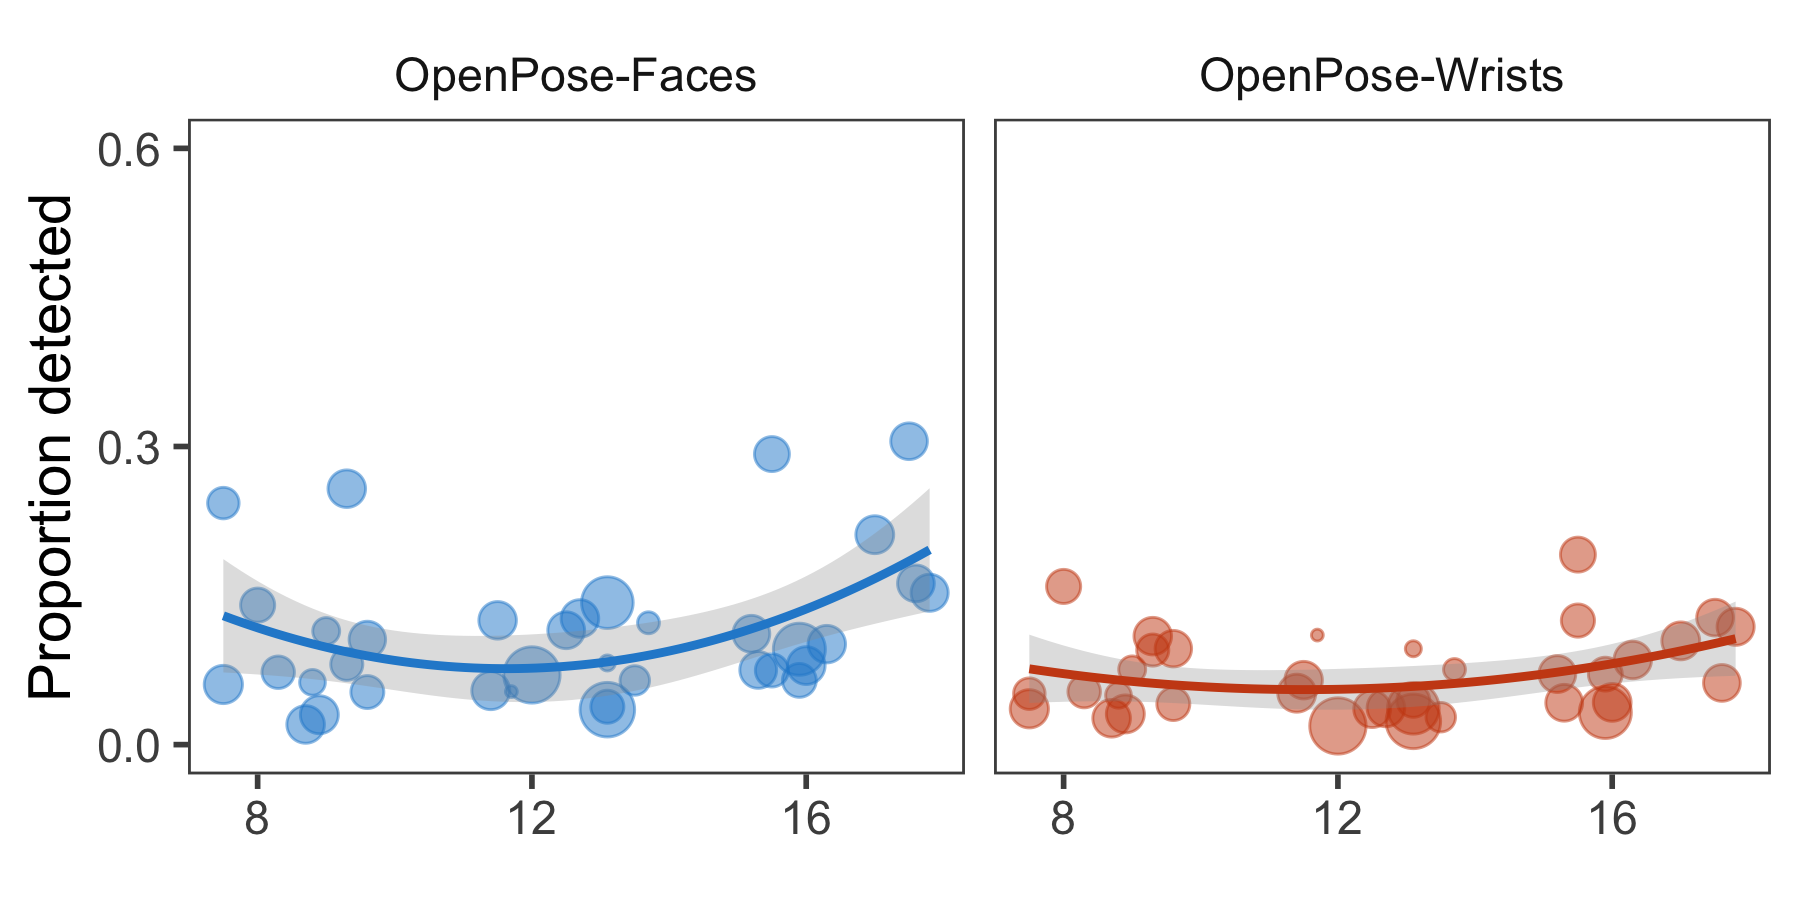 OpenPose-Faces
OpenPose-Wrists
Proportion detected
0.6
0.3
0.0
8 12 16
8 12 16